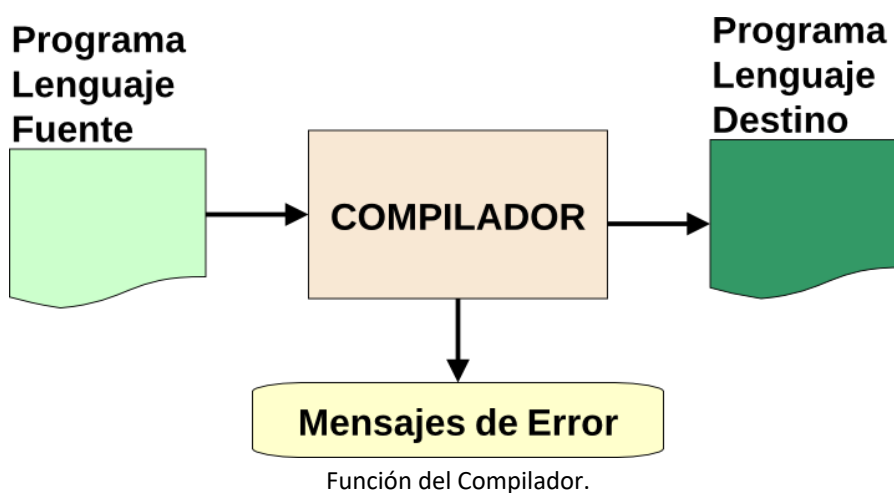 Programa
Lenguaje
Fuente
Programa
Lenguaje
Destino
COMPILADOR
Mensajes de Error
Función del Compilador.